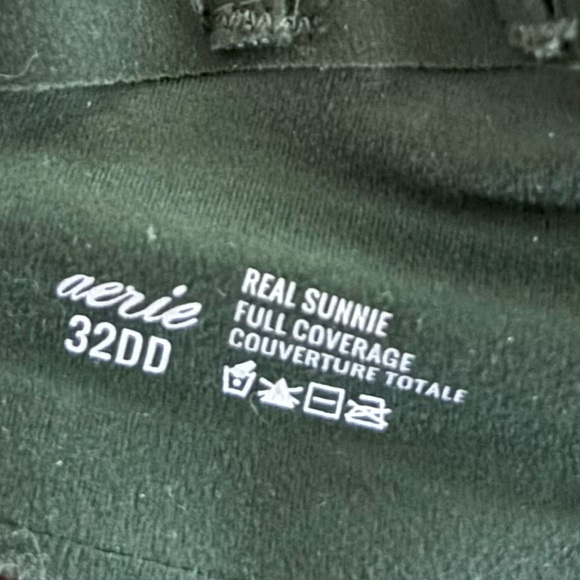 aerie
32DD
REAL SUNNIE
FULL COVERAGE
COUVERTURE TOTALE